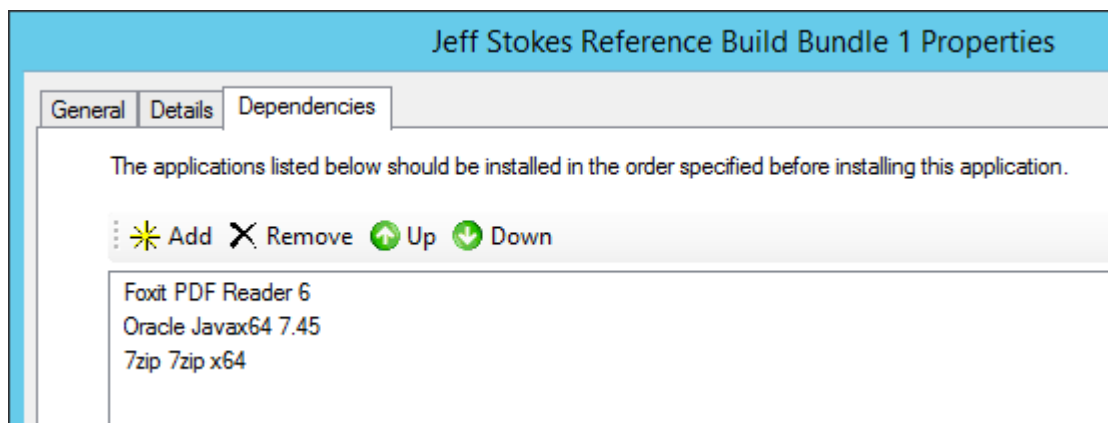 Jeff Stokes Reference Build Bundle 1 Properties
General Details Dependencies
The applications listed below should be installed in the order specified before installing this application.
Add Remove Up Down
Foxit PDF Reader 6
Oracle Javax64 7.45
7zip 7zip x64